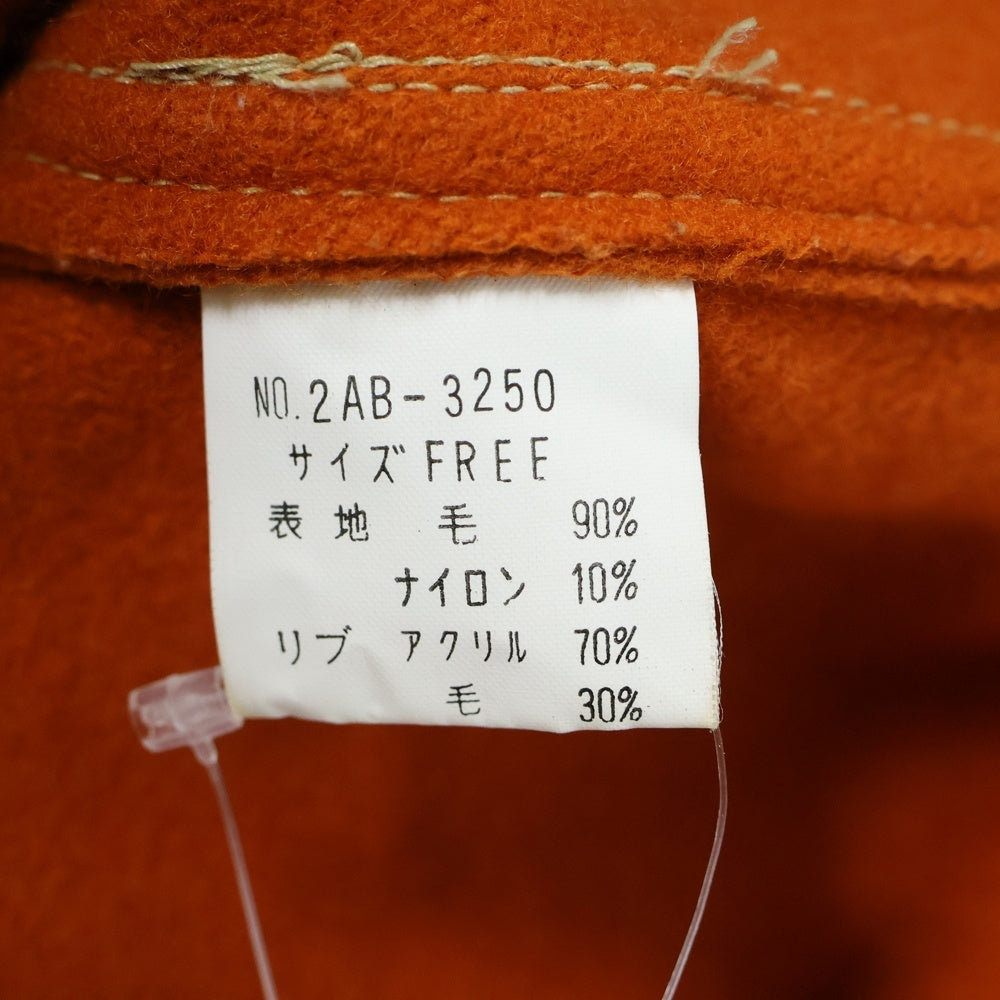 NO.2AB-3250
サイズ FREE
表地 毛 90%
ナイロン 10%
リブ アクリル 70%
毛 30%